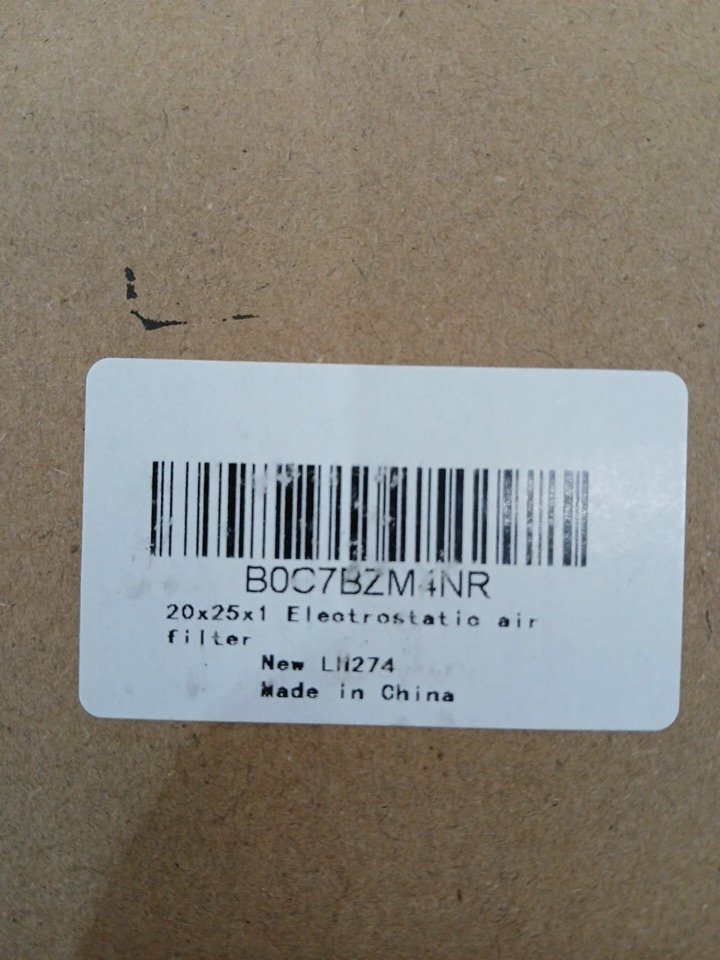 B0C7BZM4NR
20x25x1 Electrostatic air
filter
New LH274
Made in China